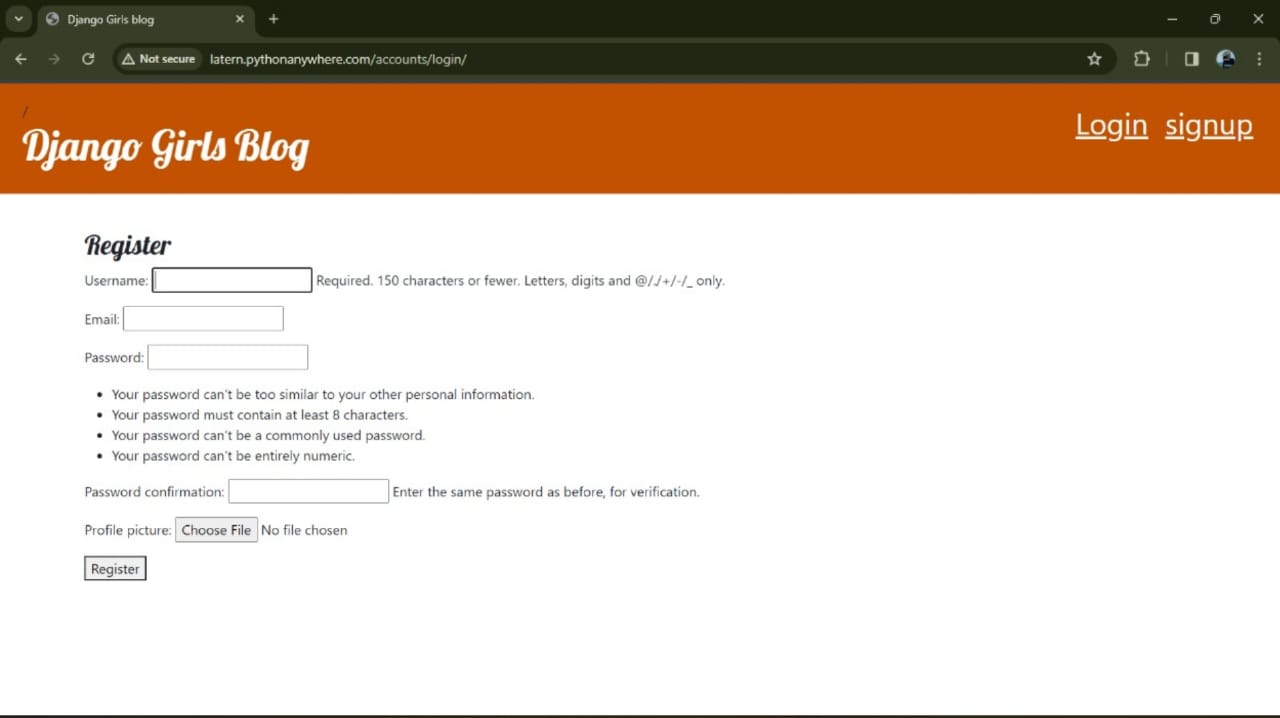 Django Girls blog
Not secure latern.pythonanywhere.com/accounts/login/
/
Django Girls Blog
Login signup
Register
Username: Required. 150 characters or fewer. Letters, digits and @/./+/-/_ only.
Email:
Password:
• Your password can't be too similar to your other personal information.
• Your password must contain at least 8 characters.
• Your password can't be a commonly used password.
• Your password can't be entirely numeric.
Password confirmation: Enter the same password as before, for verification.
Profile picture: Choose File No file chosen
Register